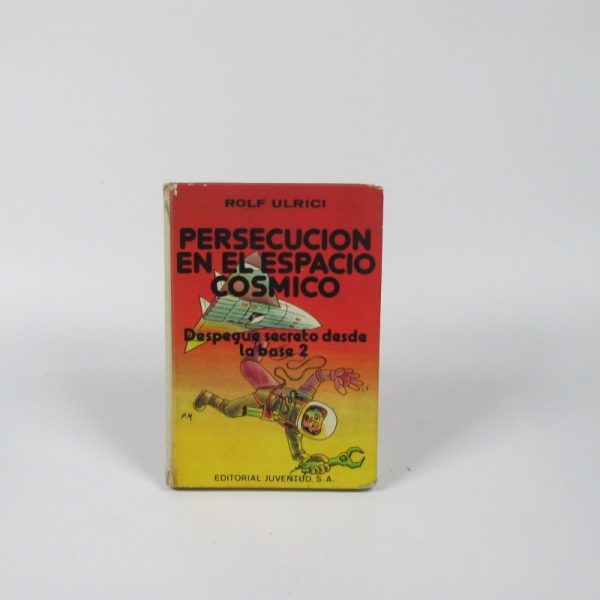 ROLF ULRICI
PERSECUCION
EN EL ESPACIO
COSMICO
Despegue secreto desde
la base 2
P.M
EDITORIAL JUVENTUD, S. A.